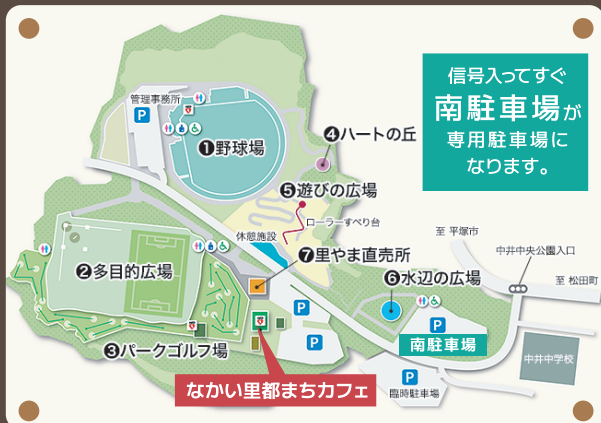 信号入ってすぐ
南駐車場が
専用駐車場に
なります。
管理事務所
P
❶野球場
❹ハートの丘
❺遊びの広場
ローラーすべり台
休憩施設
至 平塚市
中井中央公園入口
至 松田町
❷多目的広場
❼里やま直売所
❻水辺の広場
P
P
P
南駐車場
中井中学校
❸パークゴルフ場
P
臨時駐車場
なかい里都まちカフェ